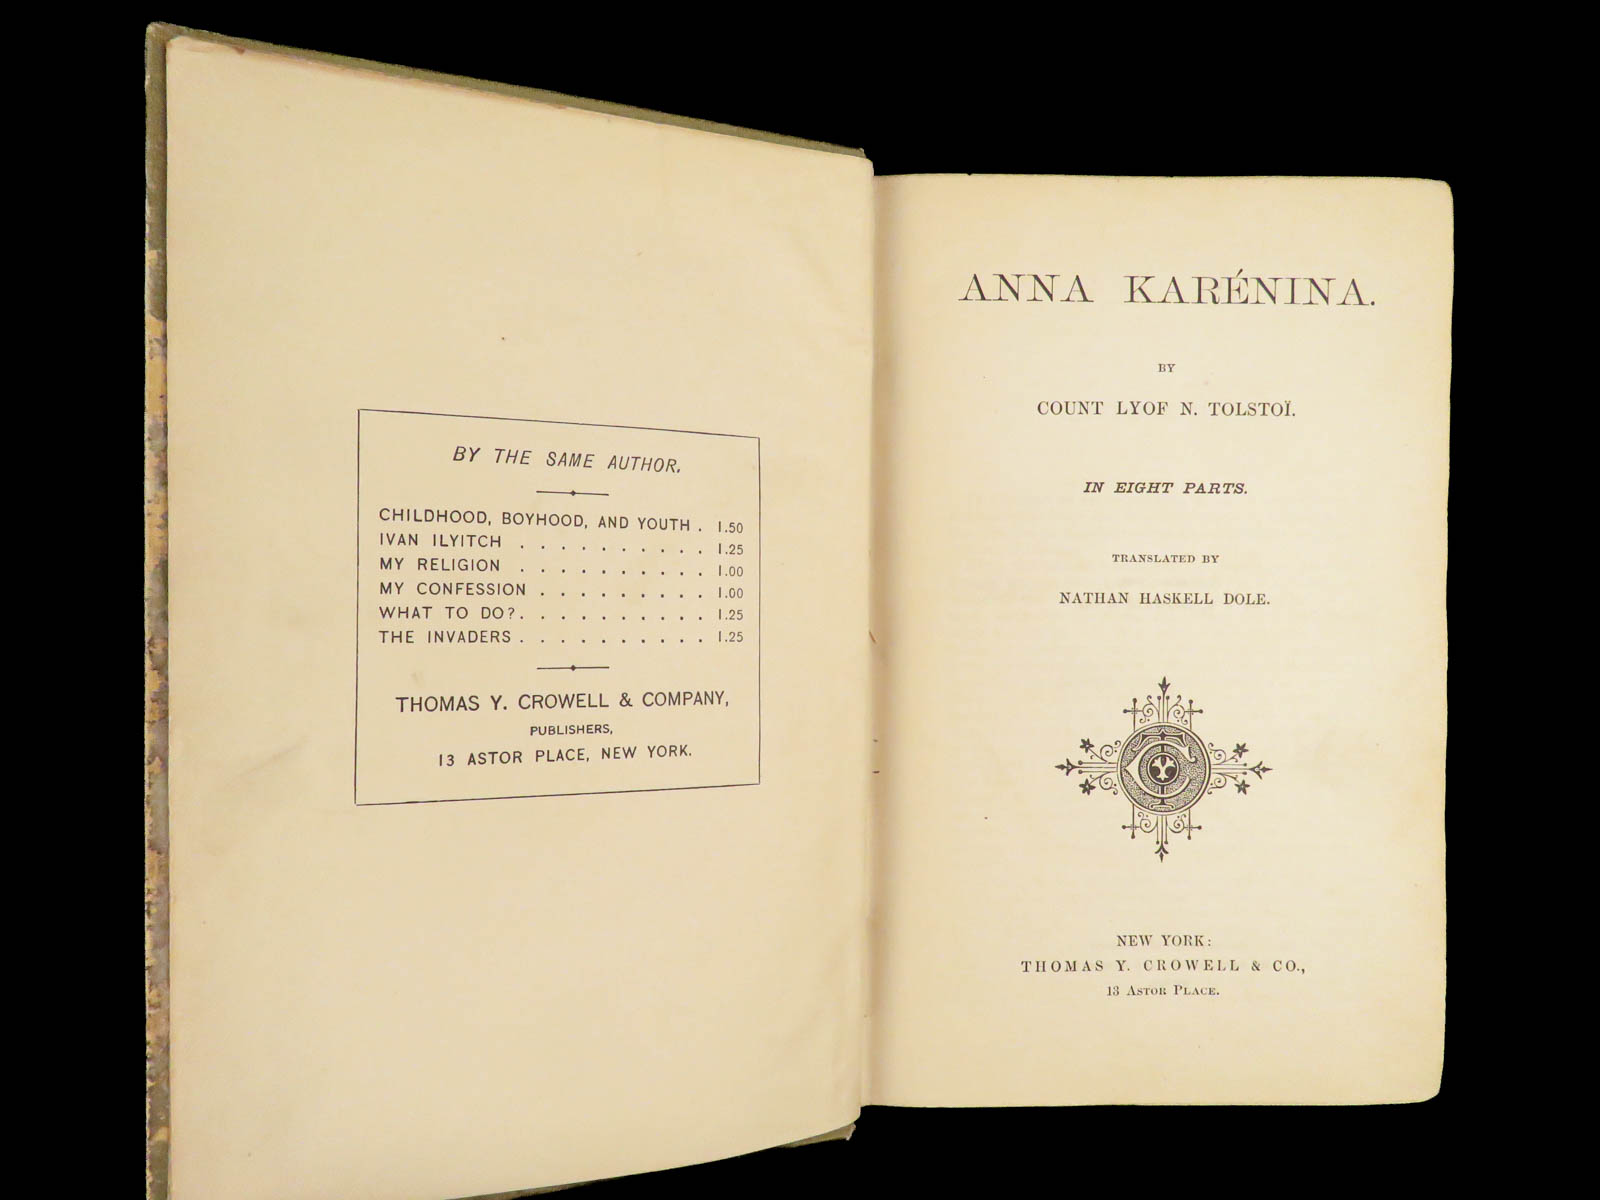 BY THE SAME AUTHOR.
CHILDHOOD, BOYHOOD, AND YOUTH . 1.50
IVAN ILYITCH . . . . . . . . . . 1.25
MY RELIGION . . . . . . . . . . 1.00
MY CONFESSION . . . . . . . . . 1.00
WHAT TO DO? . . . . . . . . . . 1.25
THE INVADERS . . . . . . . . . . 1.25
THOMAS Y. CROWELL & COMPANY,
PUBLISHERS,
13 ASTOR PLACE, NEW YORK.
ANNA KARÉNINA.
BY
COUNT LYOF N. TOLSTOÏ.
IN EIGHT PARTS.
TRANSLATED BY
NATHAN HASKELL DOLE.
NEW YORK:
THOMAS Y. CROWELL & CO.,
13 ASTOR PLACE.